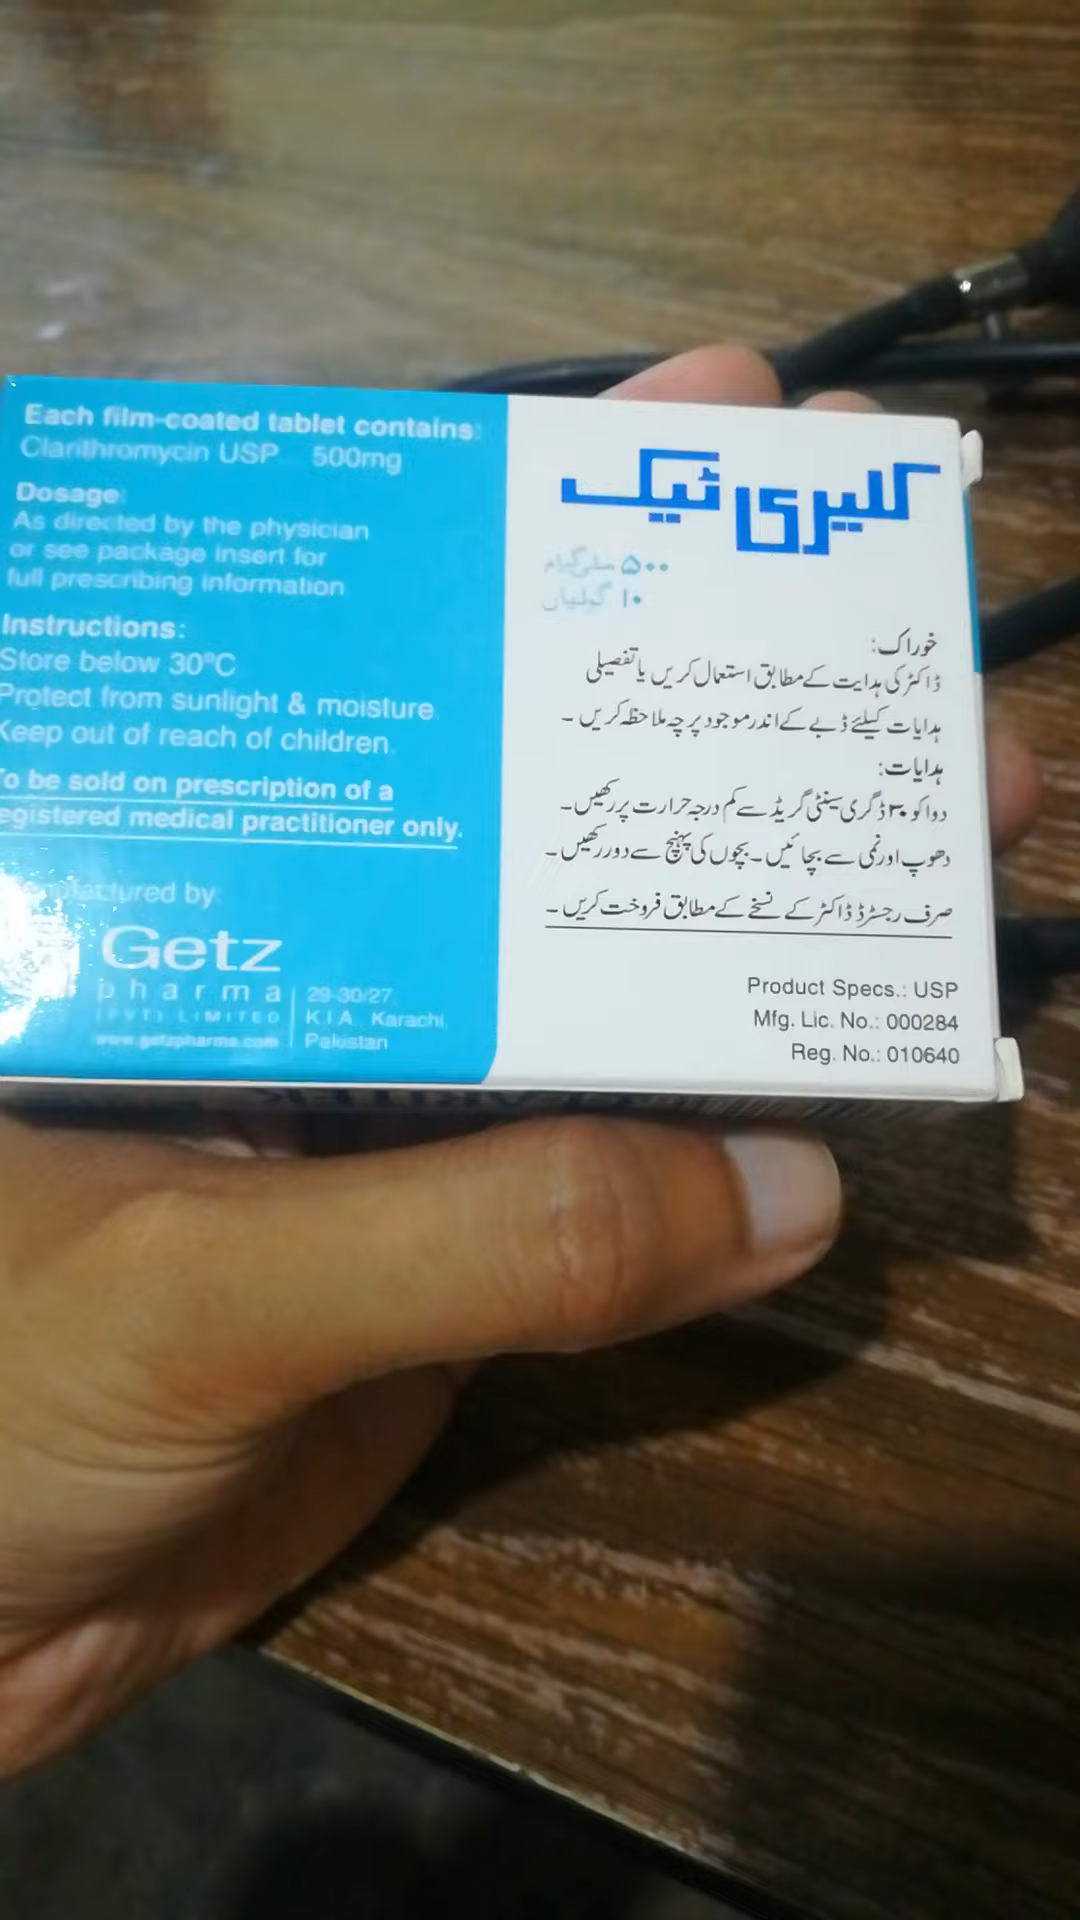 Each film-coated tablet contains:
Clarithromycin USP 500mg
Dosage:
As directed by the physician
or see package insert for
full prescribing information
Instructions:
Store below 30°C
Protect from sunlight & moisture.
Keep out of reach of children.
To be sold on prescription of a
registered medical practitioner only.
Manufactured by:
Getz
pharma
(PVT) LIMITED
www.getzpharma.com
29-30/27,
K.I.A. Karachi,
Pakistan
کلیری ٹیک
۵۰۰ ملی گرام
۱۰ گولیاں
خوراک:
ڈاکٹر کی ہدایت کے مطابق استعمال کریں یا تفصیلی
ہدایات کیلئے ڈبے کے اندر موجود پرچہ ملاحظہ کریں ۔
ہدایات:
دوا کو ۳۰ ڈگری سینٹی گریڈ سے کم درجہ حرارت پر رکھیں۔
دھوپ اور نمی سے بچائیں۔ بچوں کی پہنچ سے دور رکھیں۔
صرف رجسٹرڈ ڈاکٹر کے نسخے کے مطابق فروخت کریں ۔
Product Specs.: USP
Mfg. Lic. No.: 000284
Reg. No.: 010640